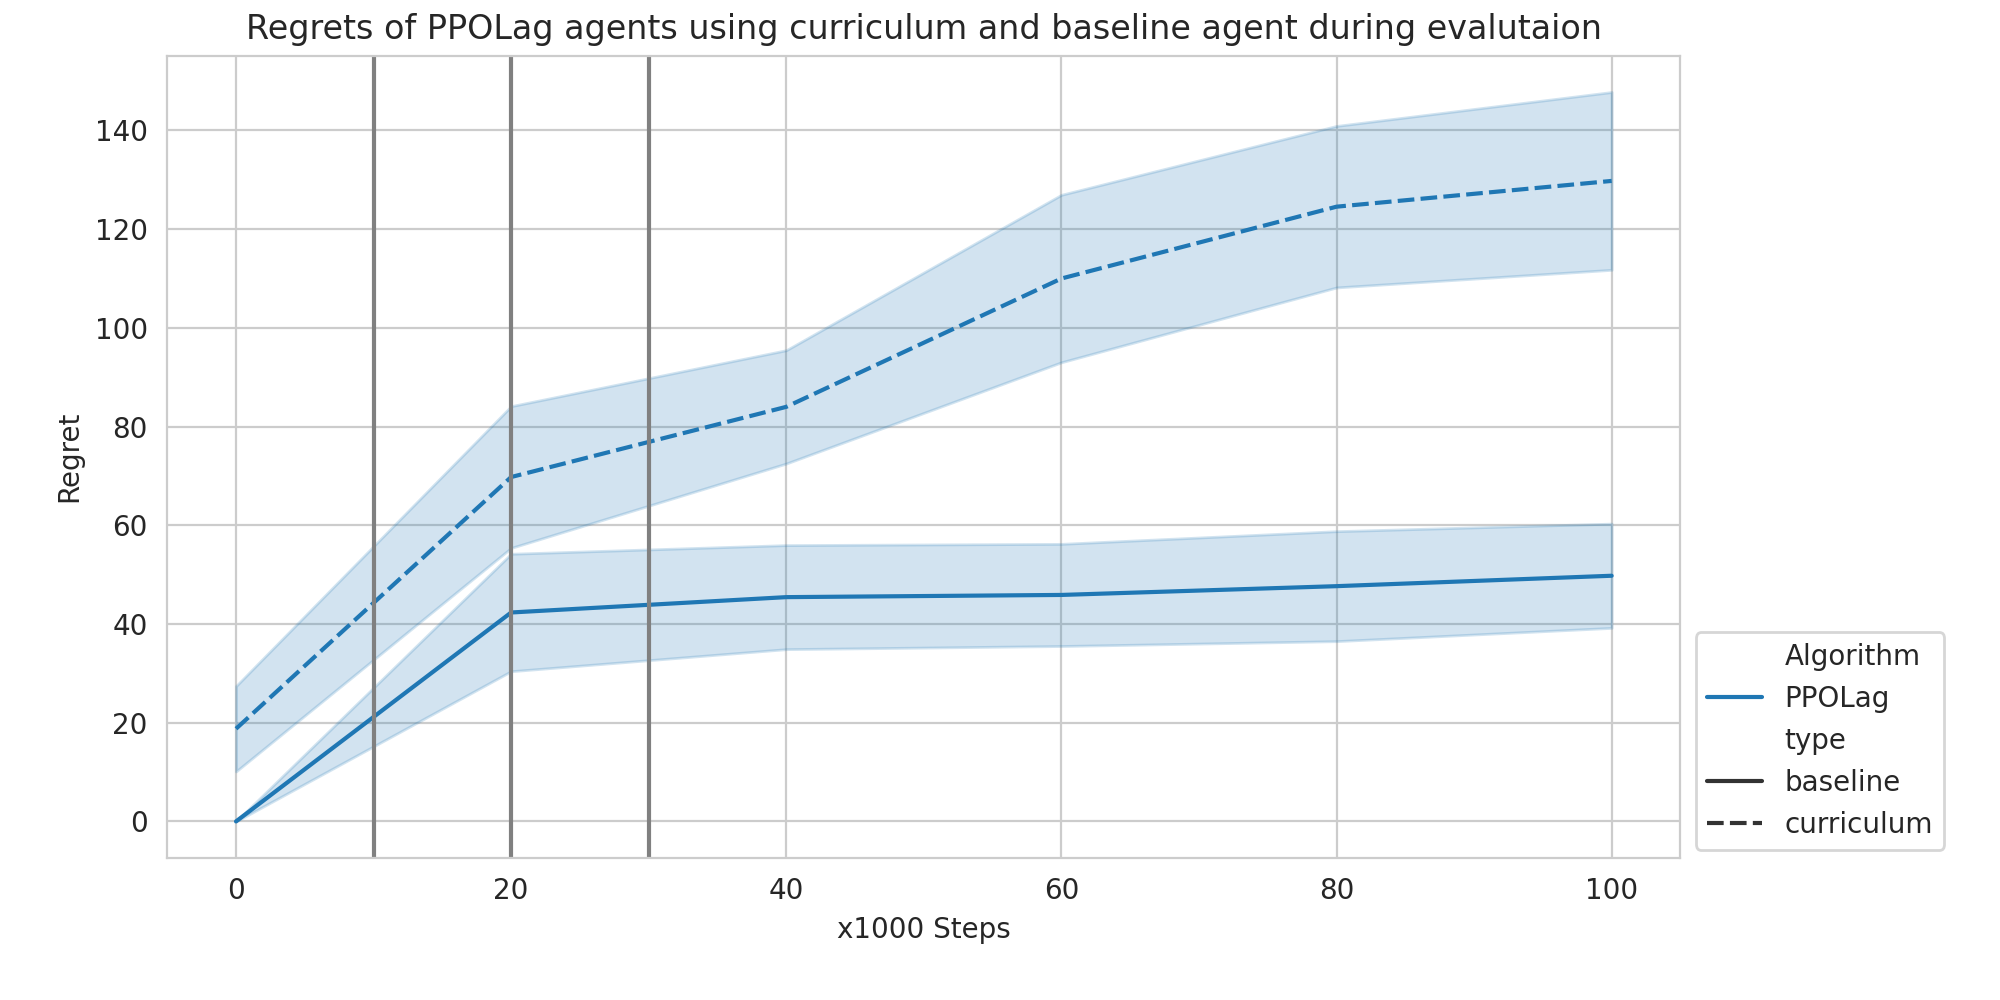 Regrets of PPOLag agents using curriculum and baseline agent during evalutaion
140
120
100
80
60
40
20
0
Regret
0 20 40 60 80 100
x1000 Steps
Algorithm
PPOLag
type
baseline
curriculum